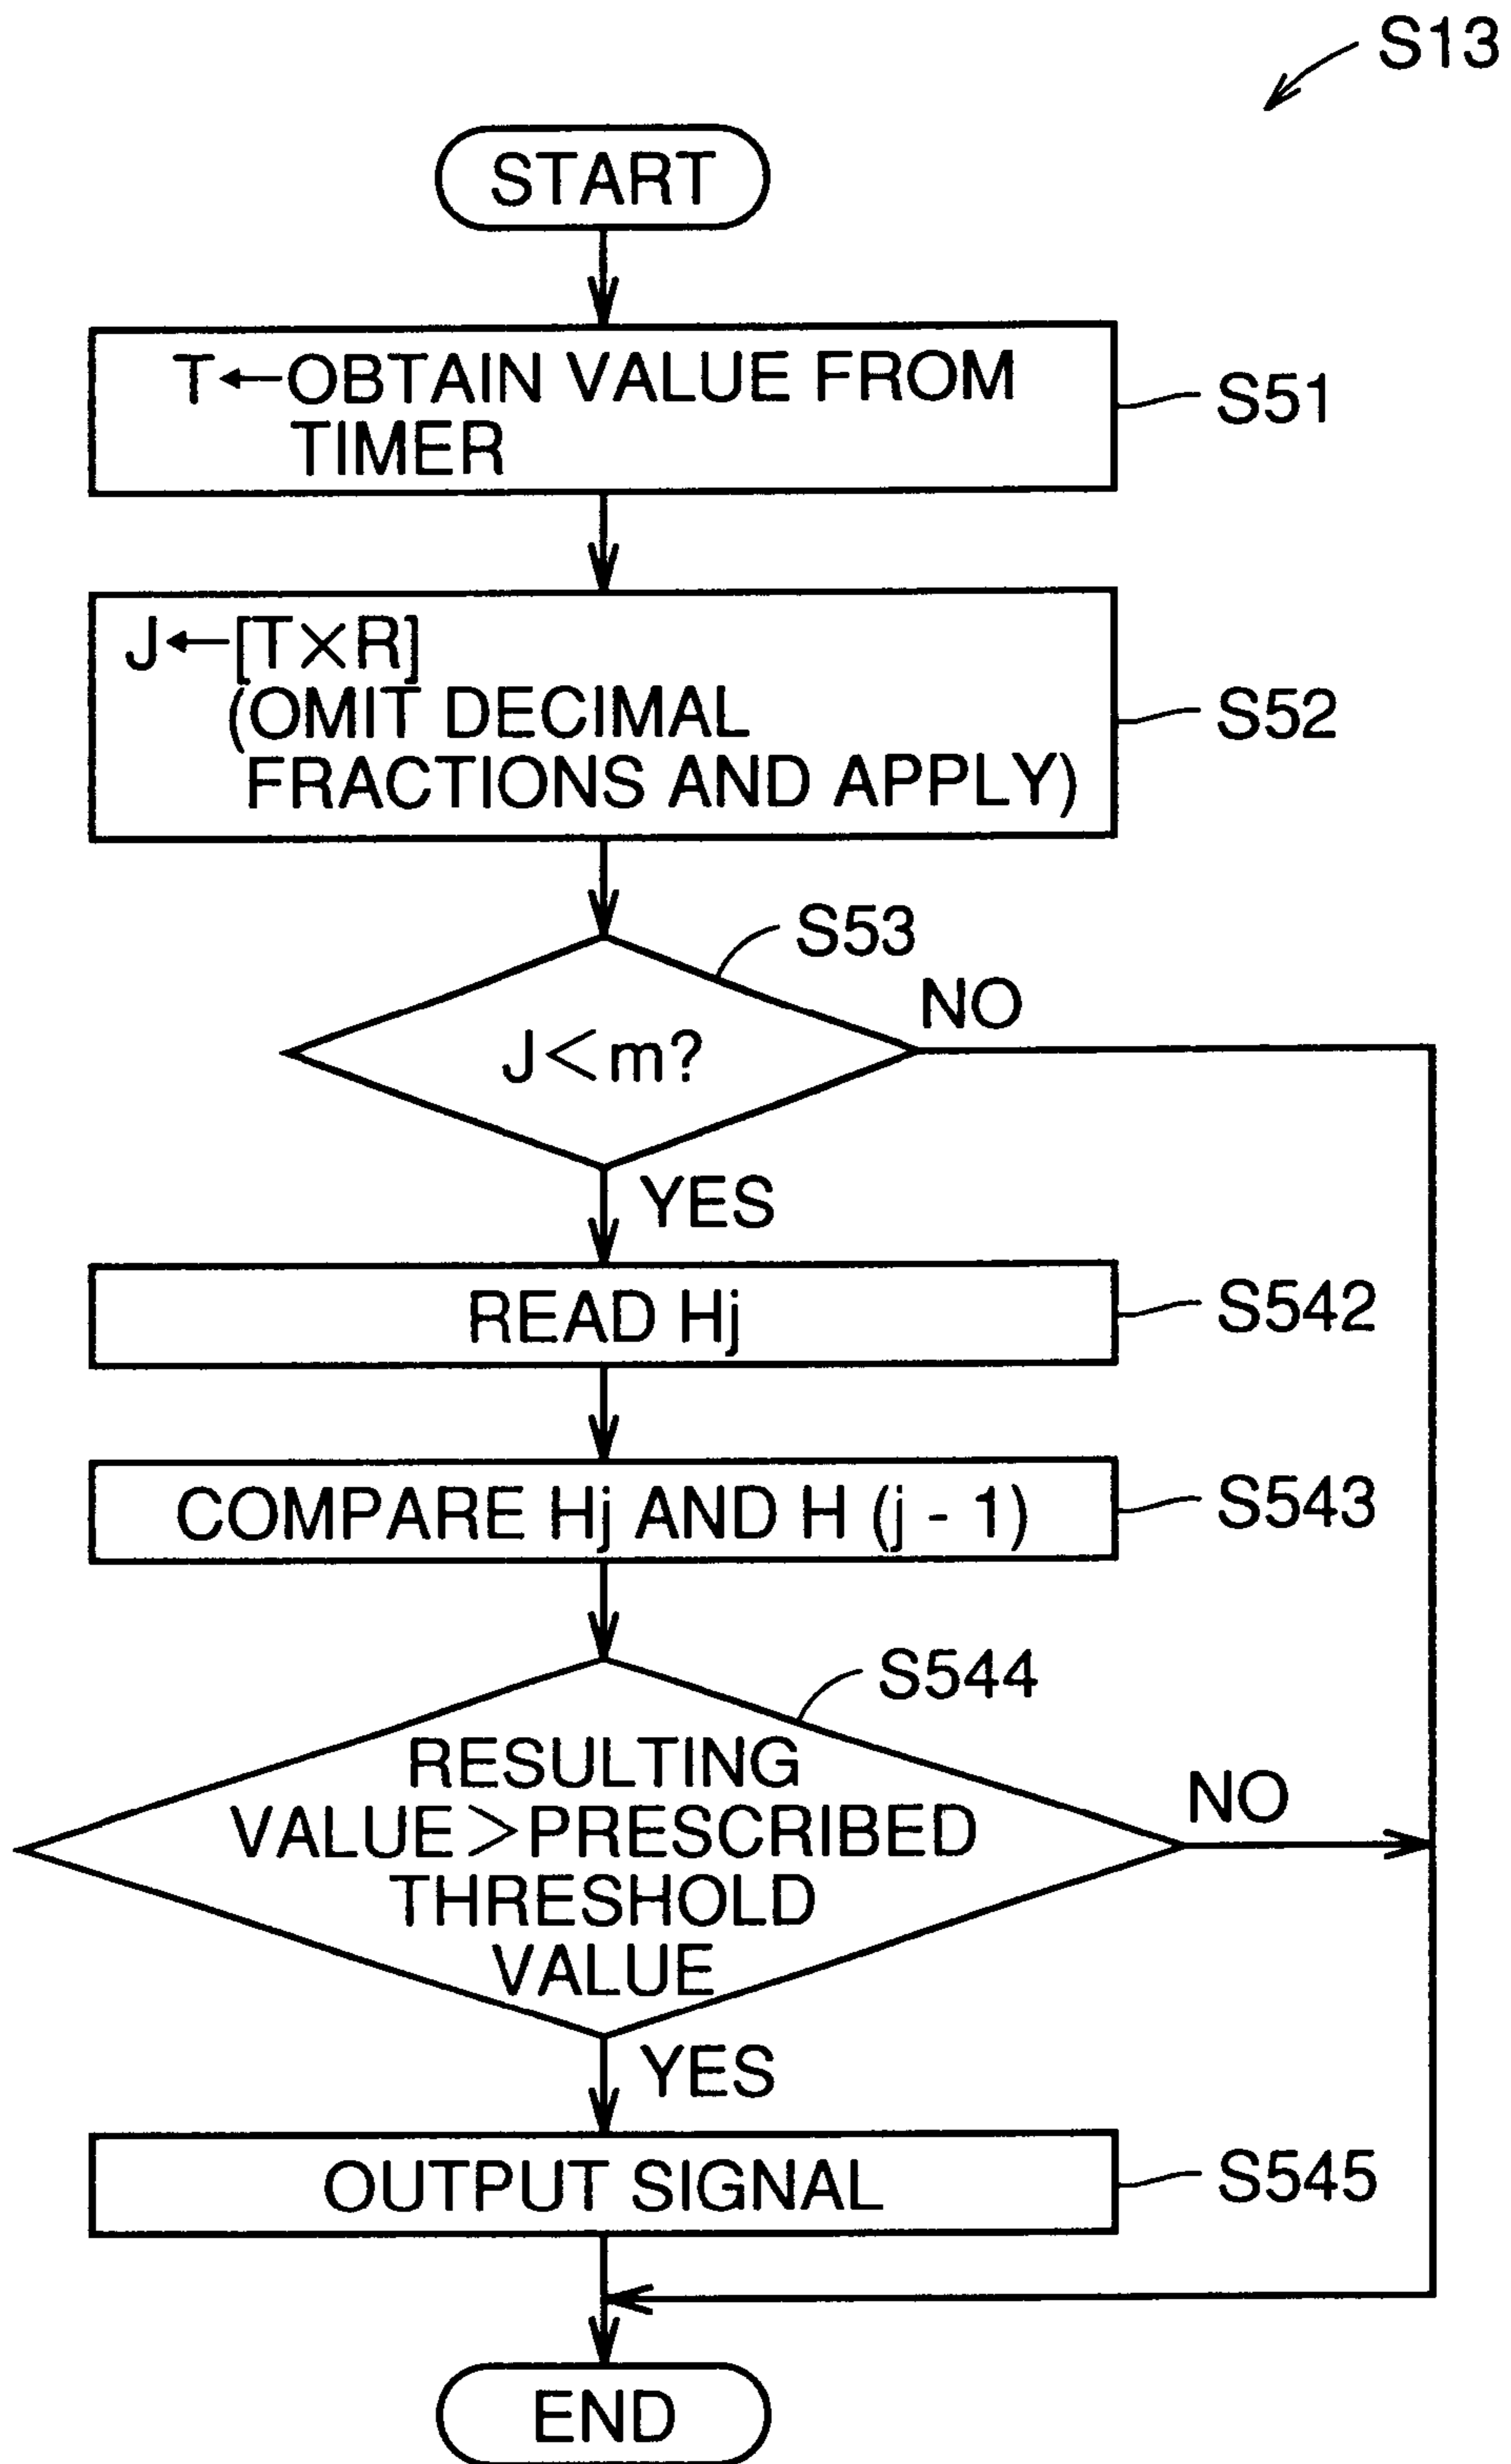 S13
START
T←OBTAIN VALUE FROM
TIMER
S51
J←[T×R]
(OMIT DECIMAL
FRACTIONS AND APPLY)
S52
S53
J<m?
NO
YES
READ Hj
S542
COMPARE Hj AND H (j - 1)
S543
S544
RESULTING
VALUE>PRESCRIBED
THRESHOLD
VALUE
NO
YES
OUTPUT SIGNAL
S545
END